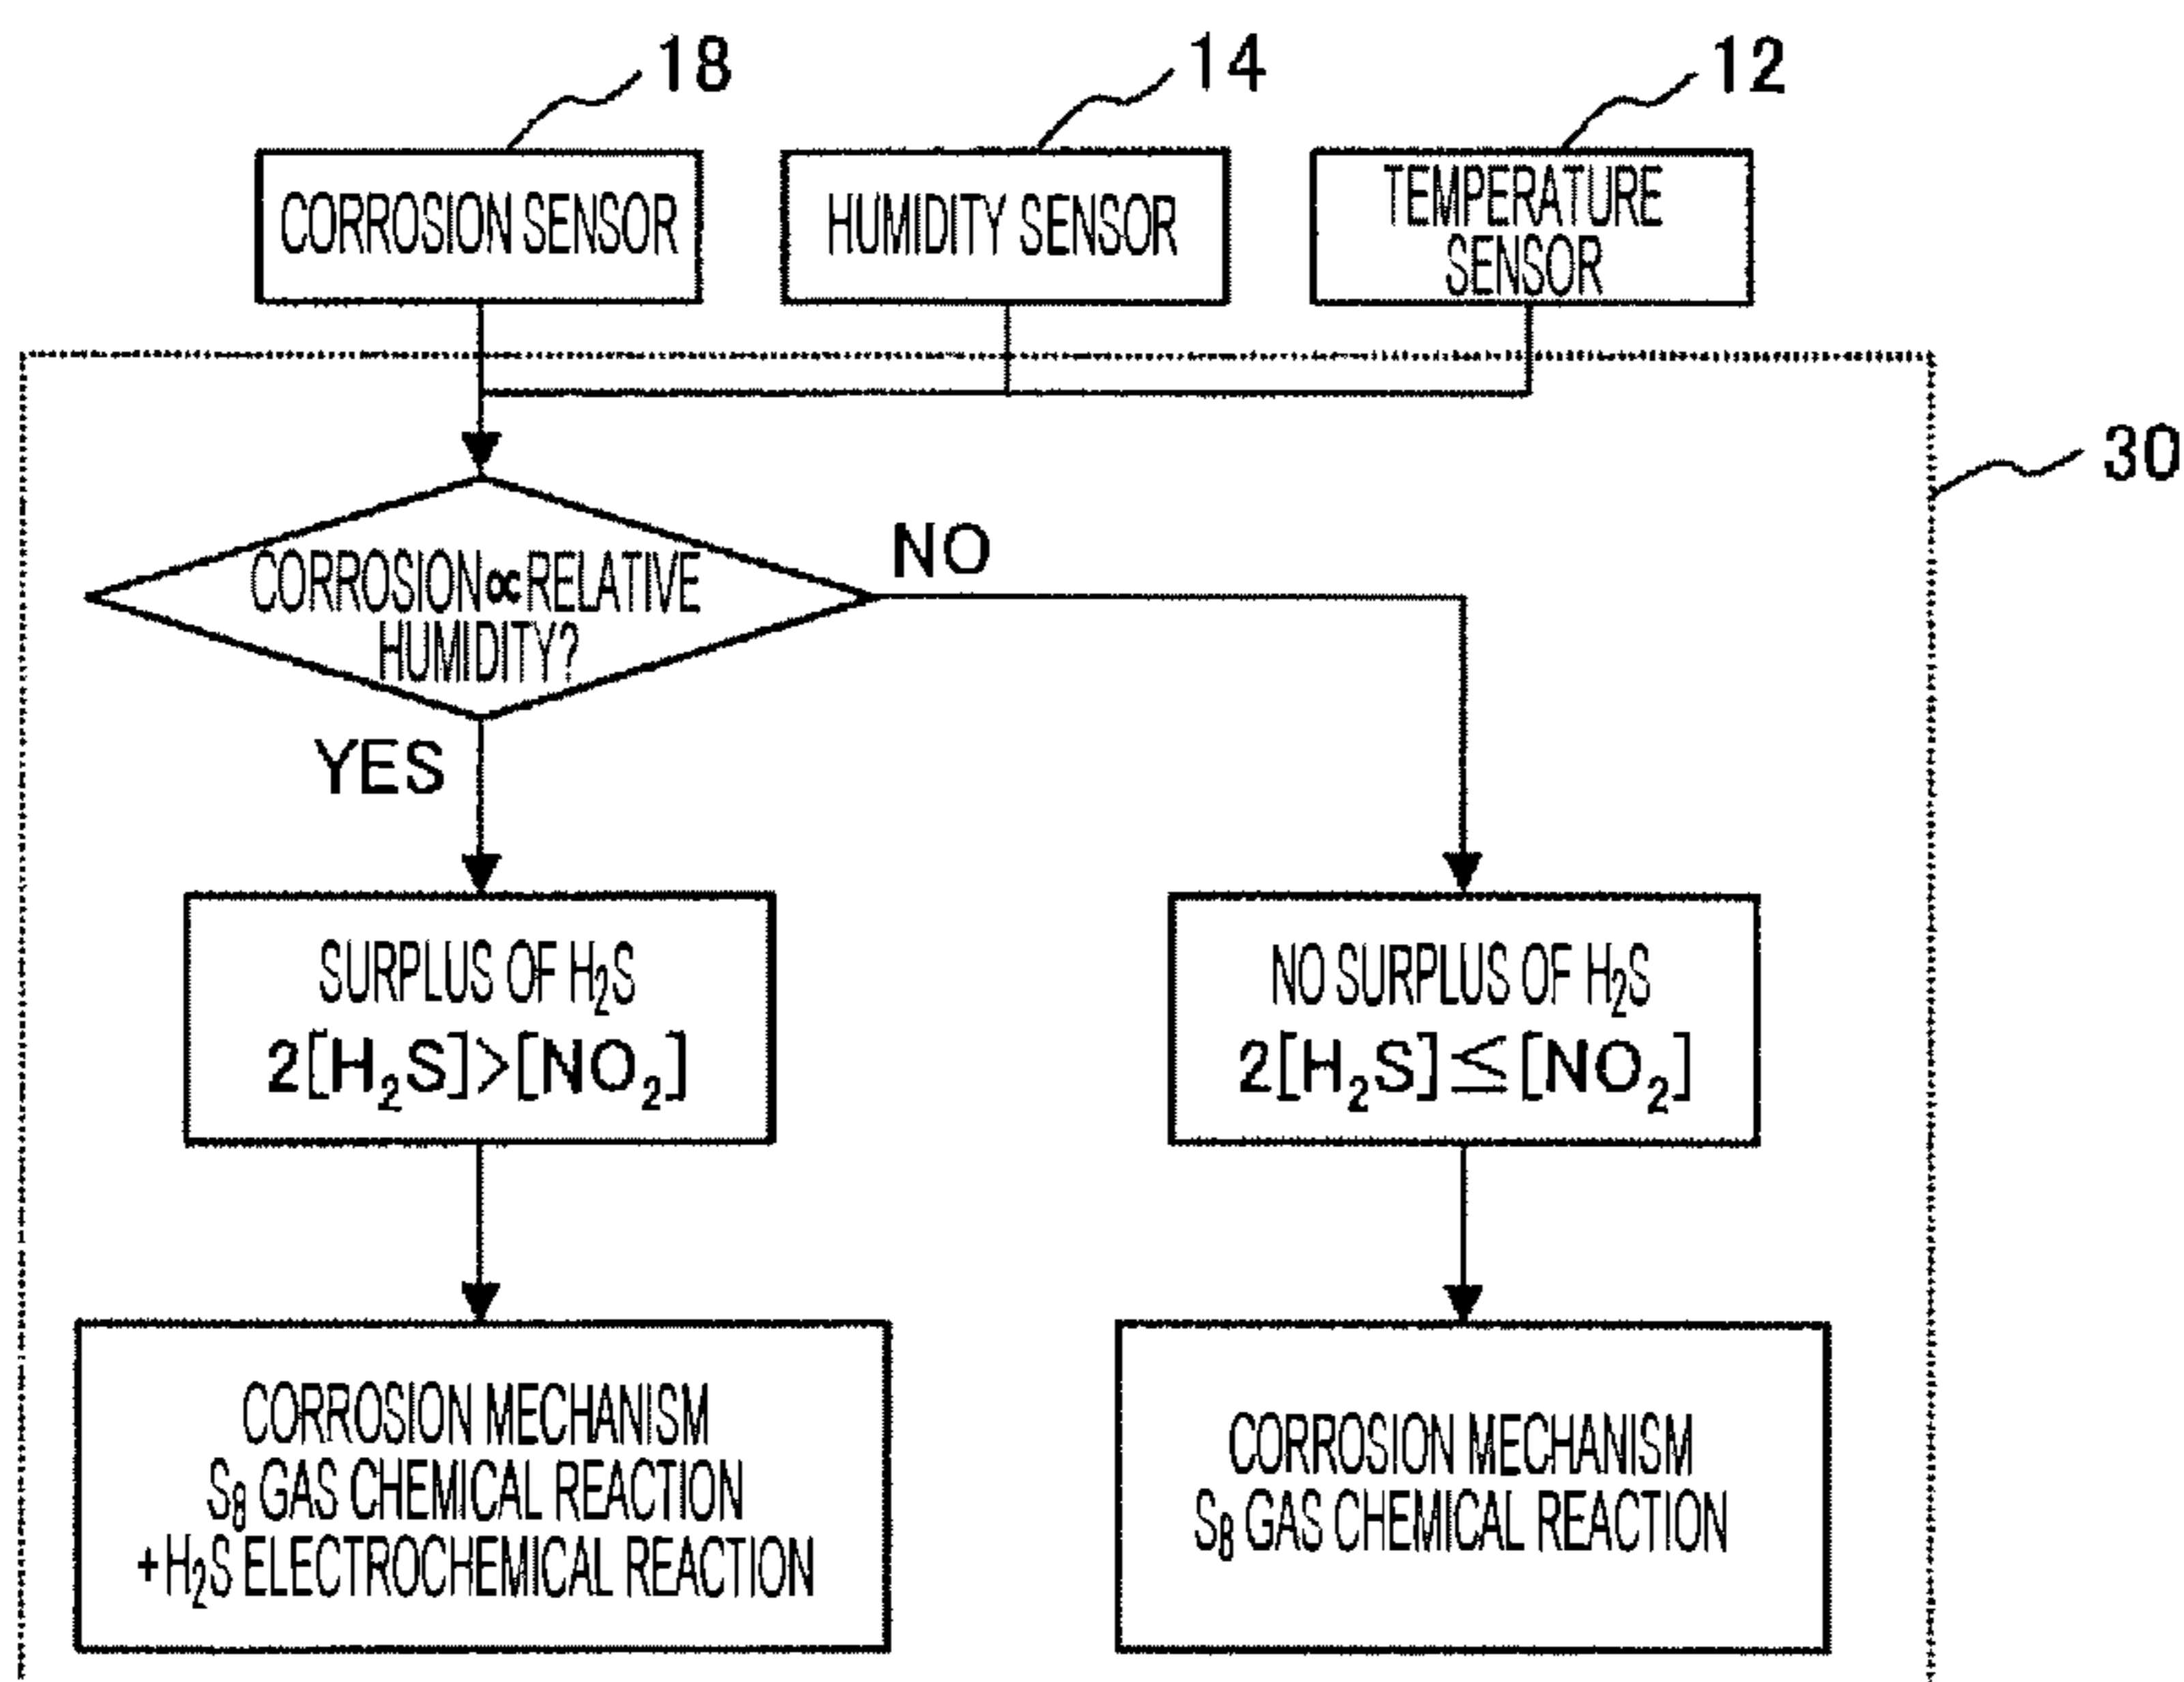 18
14
12
CORROSION SENSOR
HUMIDITY SENSOR
TEMPERATURE
SENSOR
30
CORROSION∝RELATIVE
HUMIDITY?
NO
YES
SURPLUS OF H₂S
2[H₂S]>[NO₂]
NO SURPLUS OF H₂S
2[H₂S]≦[NO₂]
CORROSION MECHANISM
S₈ GAS CHEMICAL REACTION
+H₂S ELECTROCHEMICAL REACTION
CORROSION MECHANISM
S₈ GAS CHEMICAL REACTION